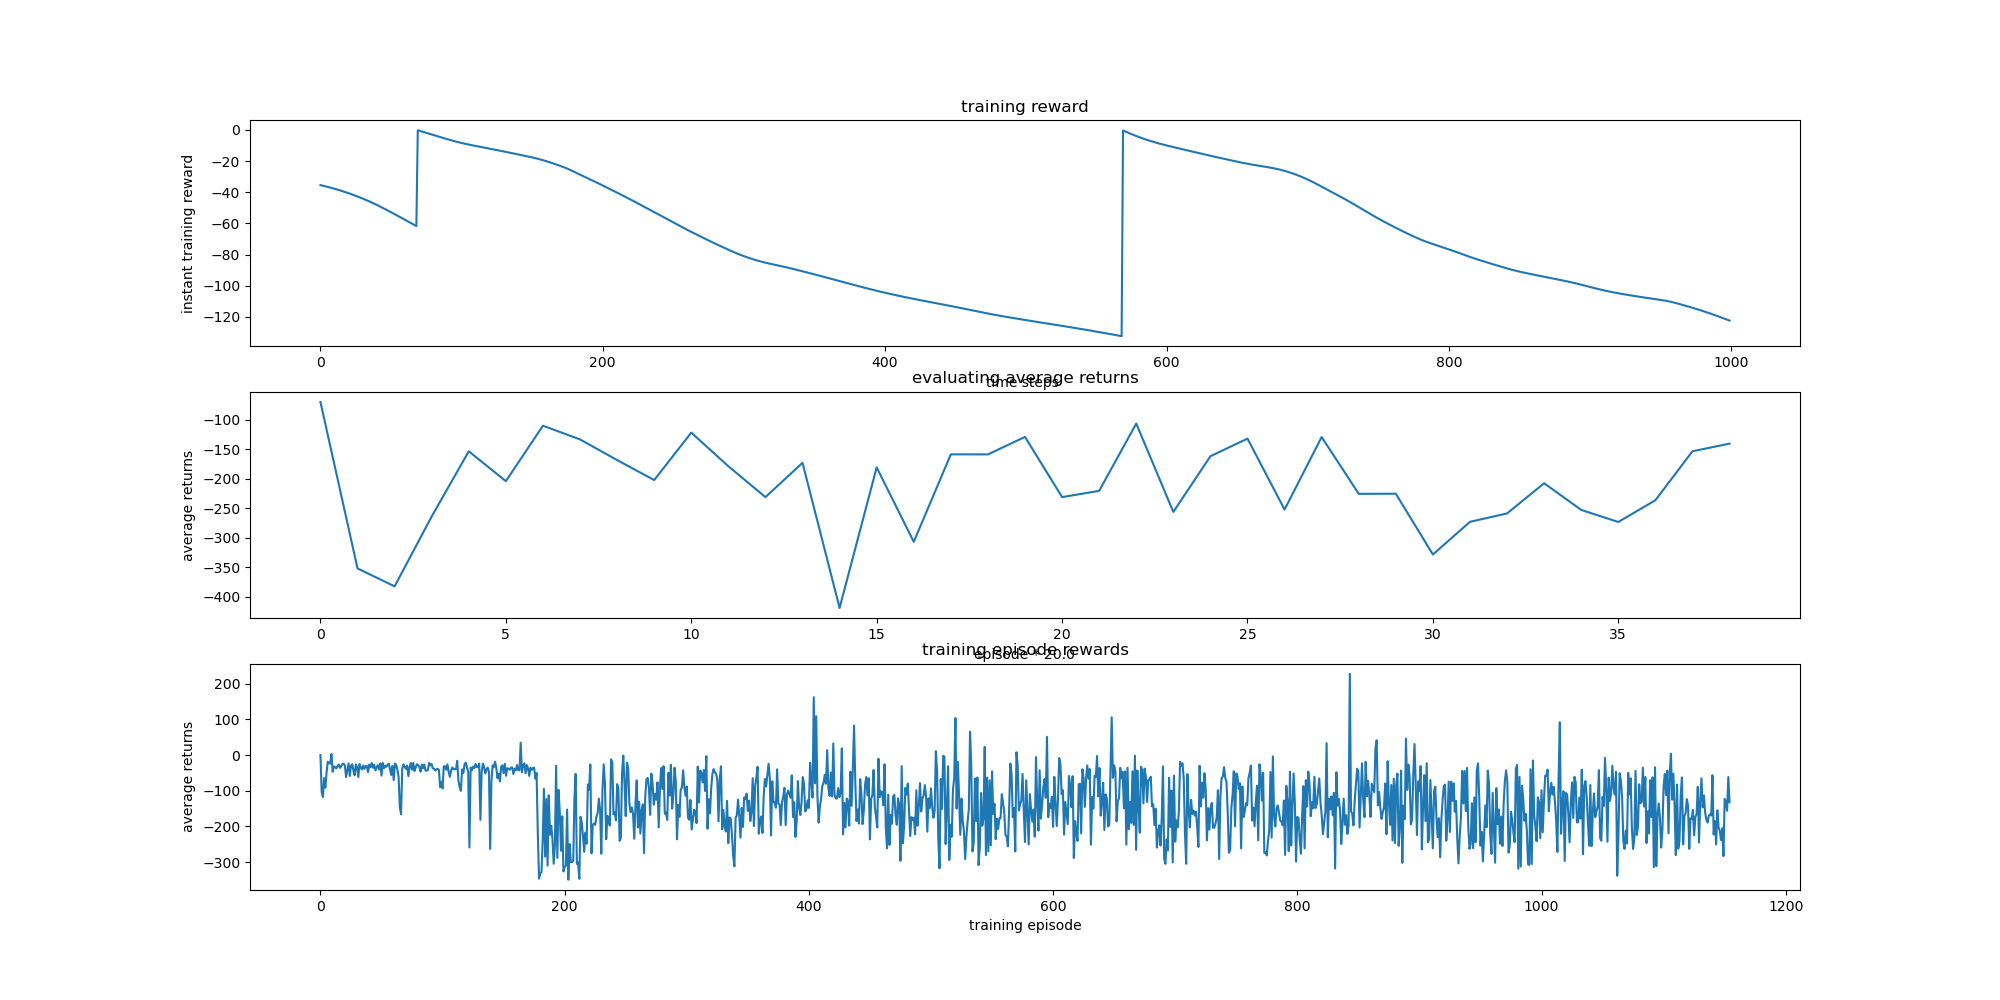 training reward
instant training reward
0
−20
−40
−60
−80
−100
−120
0 200 400 600 800 1000
time steps
evaluating average returns
average returns
−100
−150
−200
−250
−300
−350
−400
0 5 10 15 20 25 30 35
episode * 20.0
training episode rewards
average returns
200
100
0
−100
−200
−300
0 200 400 600 800 1000 1200
training episode